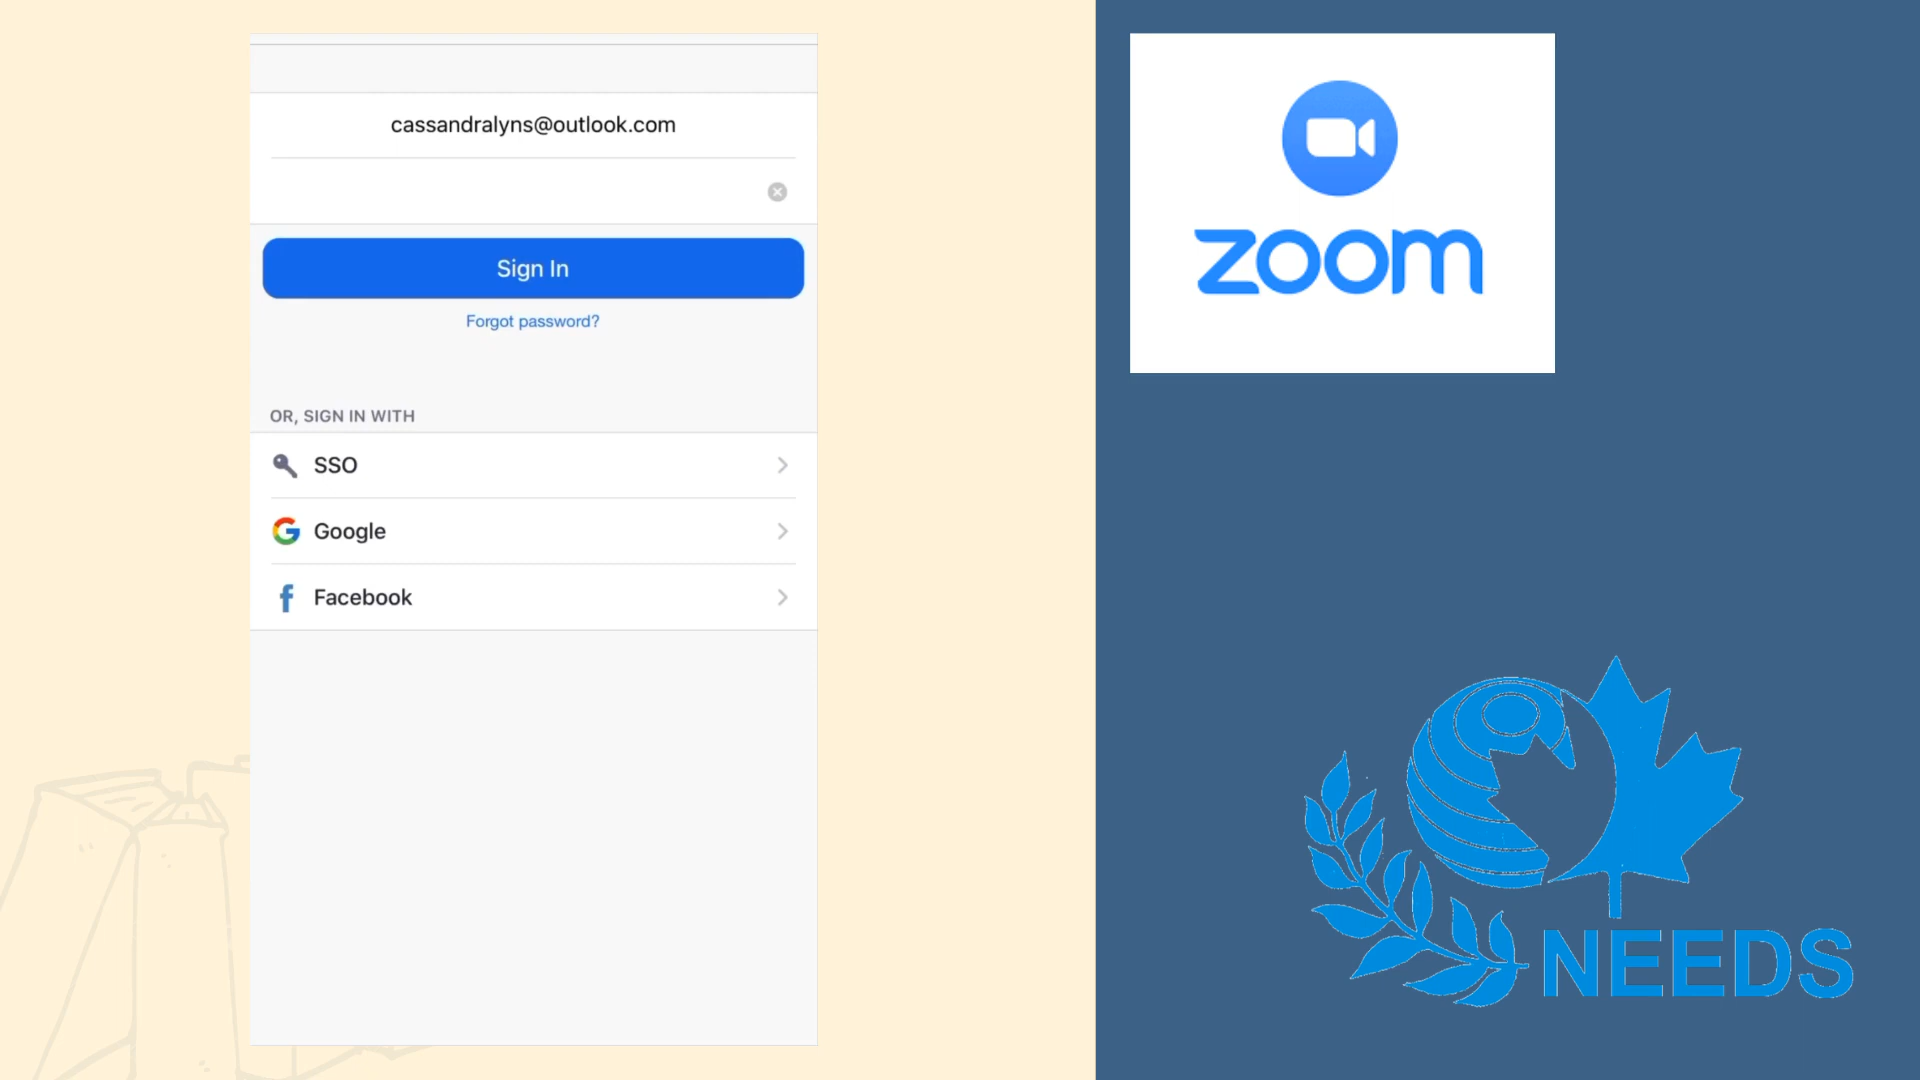 cassandralyns@outlook.com
Sign In
Forgot password?
OR, SIGN IN WITH
SSO
Google
Facebook
zoom
NEEDS